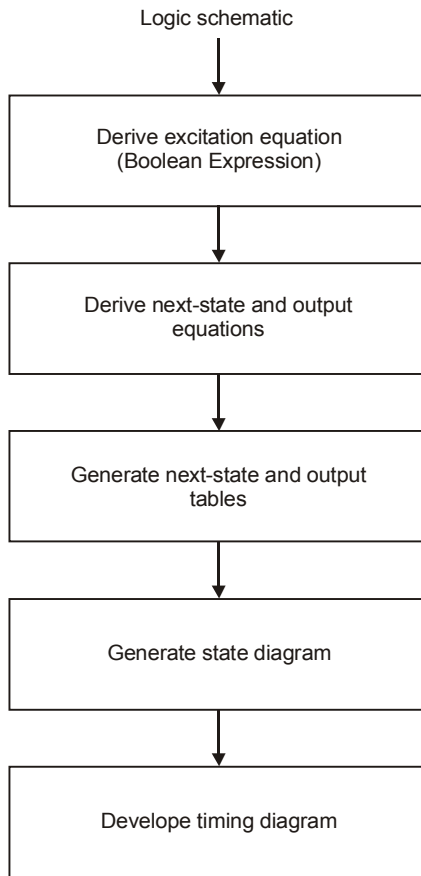 Logic schematic
Derive excitation equation
(Boolean Expression)
Derive next-state and output
equations
Generate next-state and output
tables
Generate state diagram
Develope timing diagram